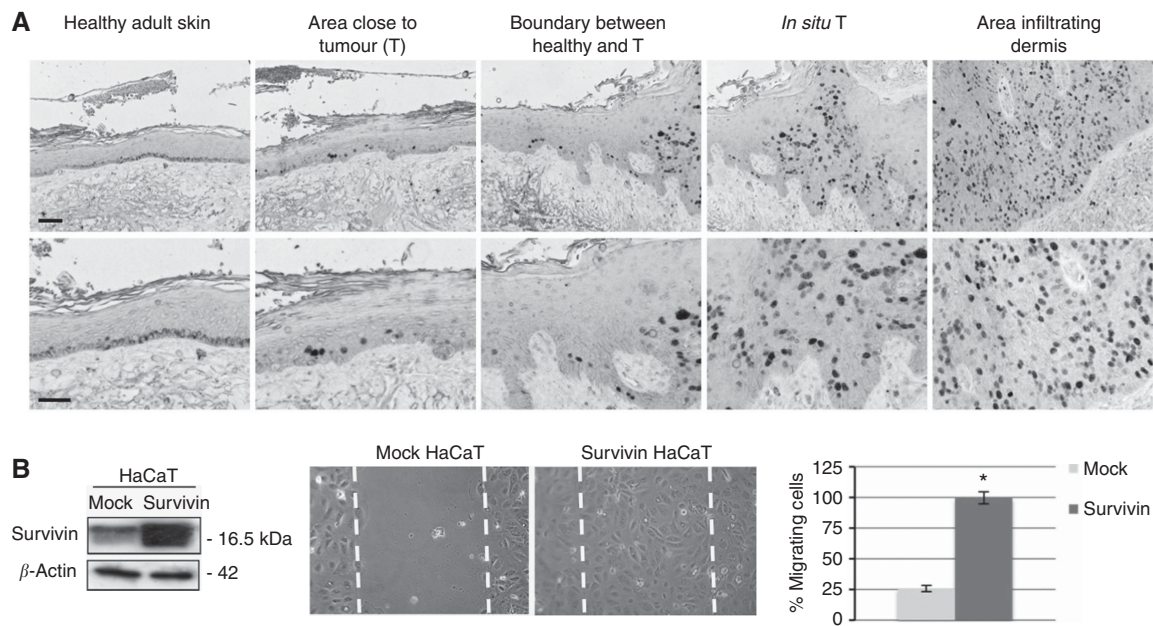 A
Healthy adult skin
Area close to
tumour (T)
Boundary between
healthy and T
In situ T
Area infiltrating
dermis
B
HaCaT
Mock Survivin
Survivin
- 16.5 kDa
β-Actin
- 42
Mock HaCaT
Survivin HaCaT
% Migrating cells
125
100
75
50
25
0
*
Mock
Survivin